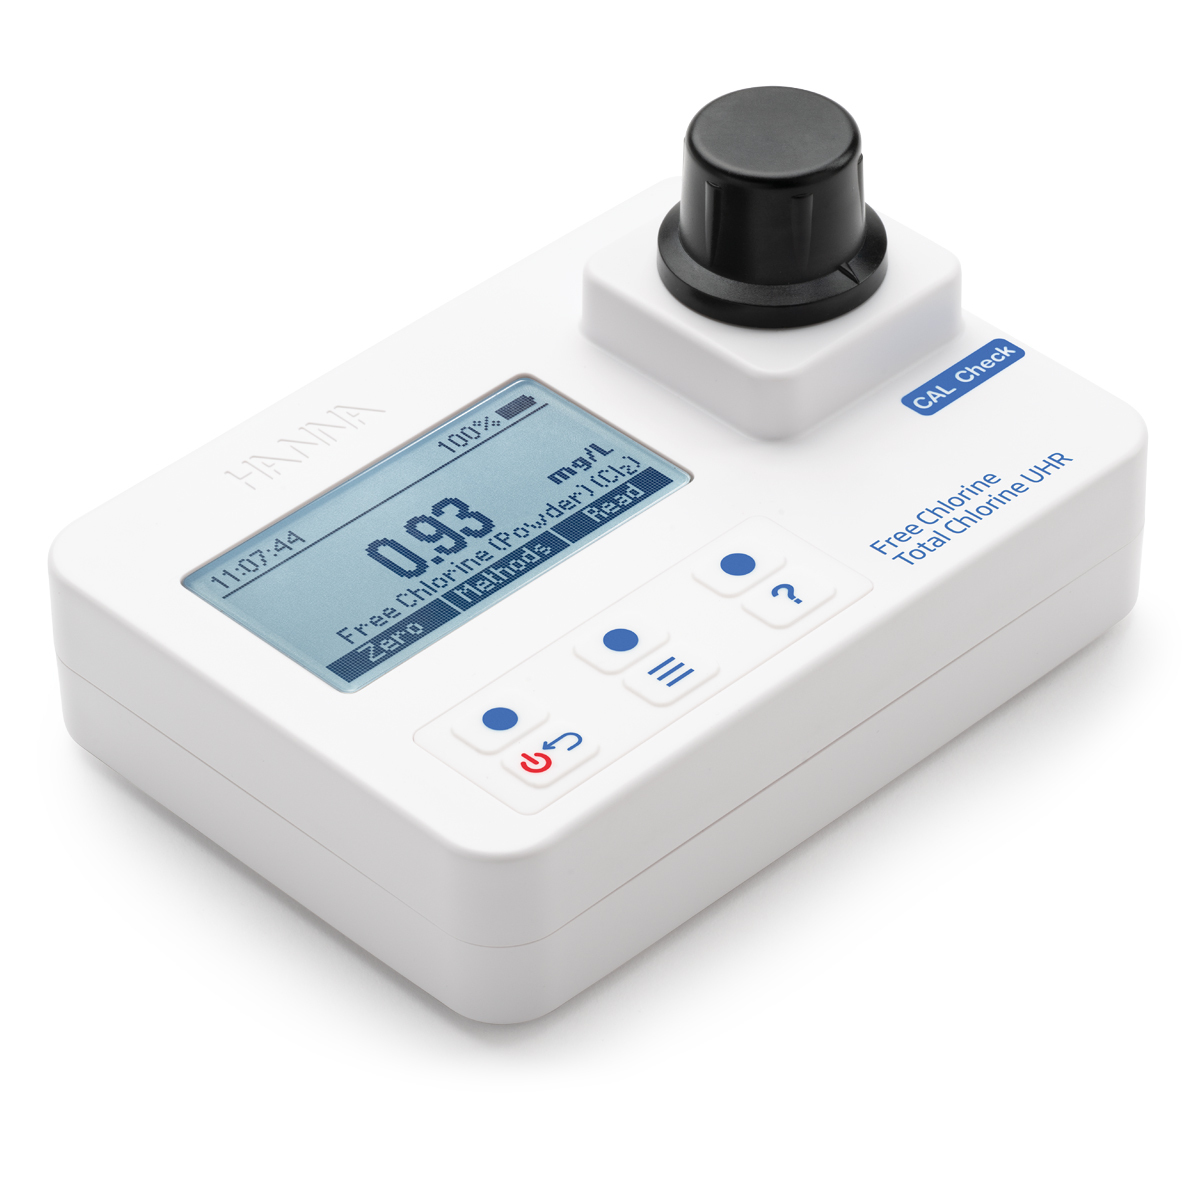 HANNA
11:07:44 100%
0.93 mg/L
Free Chlorine (Powder) (Cl₂)
Zero Methods Read
?
CAL Check
Free Chlorine
Total Chlorine UHR